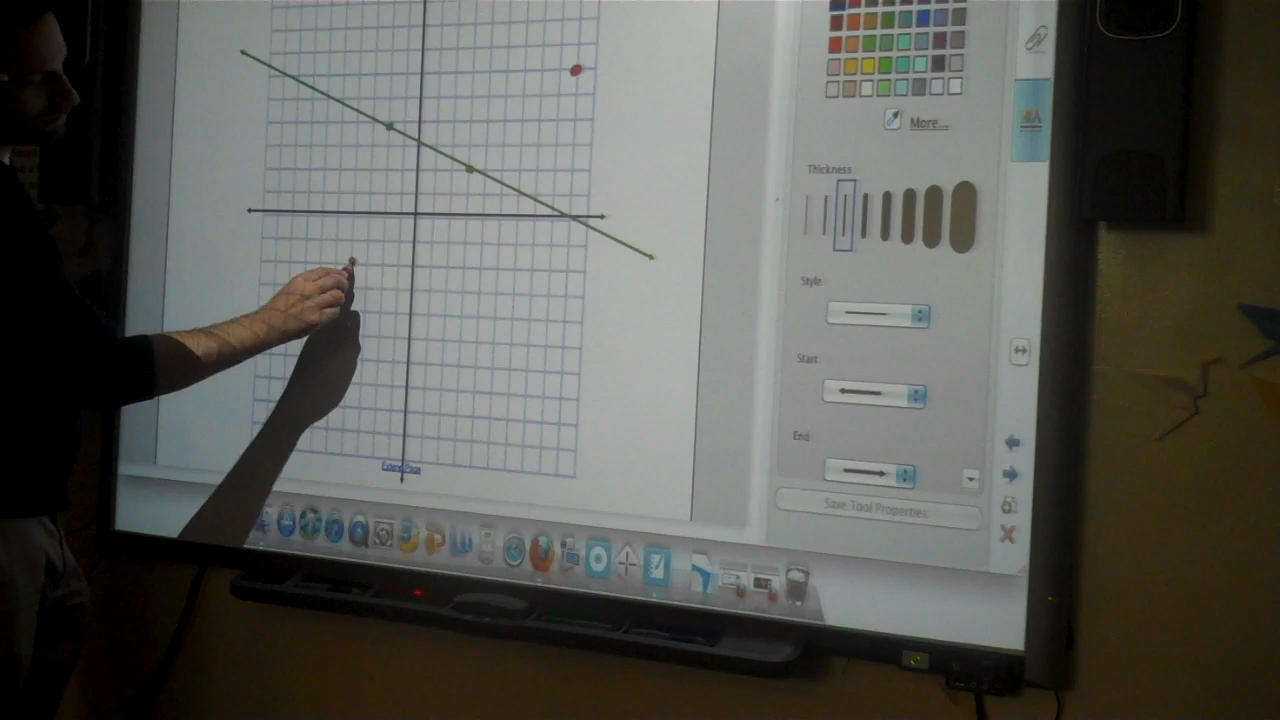 More...
Thickness
Style
Start
End
Save Tool Properties
Extend Page